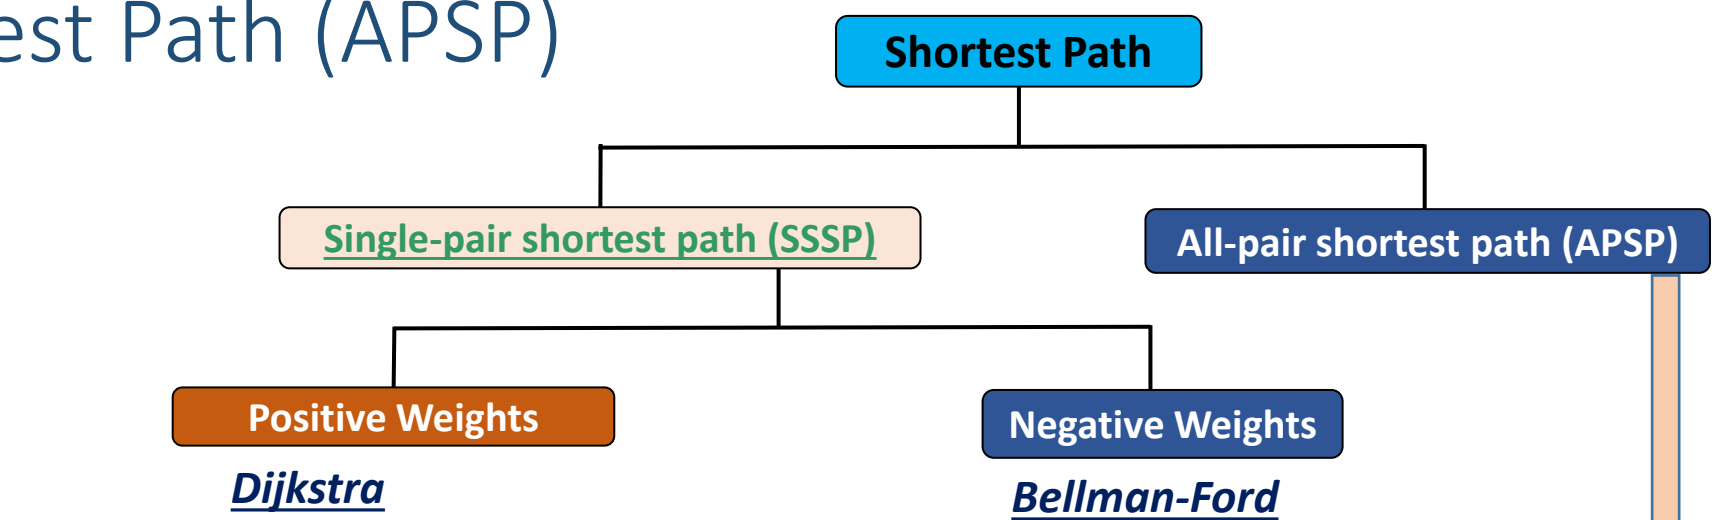 est Path (APSP)
Shortest Path
Single-pair shortest path (SSSP)
All-pair shortest path (APSP)
Positive Weights
Negative Weights
Dijkstra
Bellman-Ford